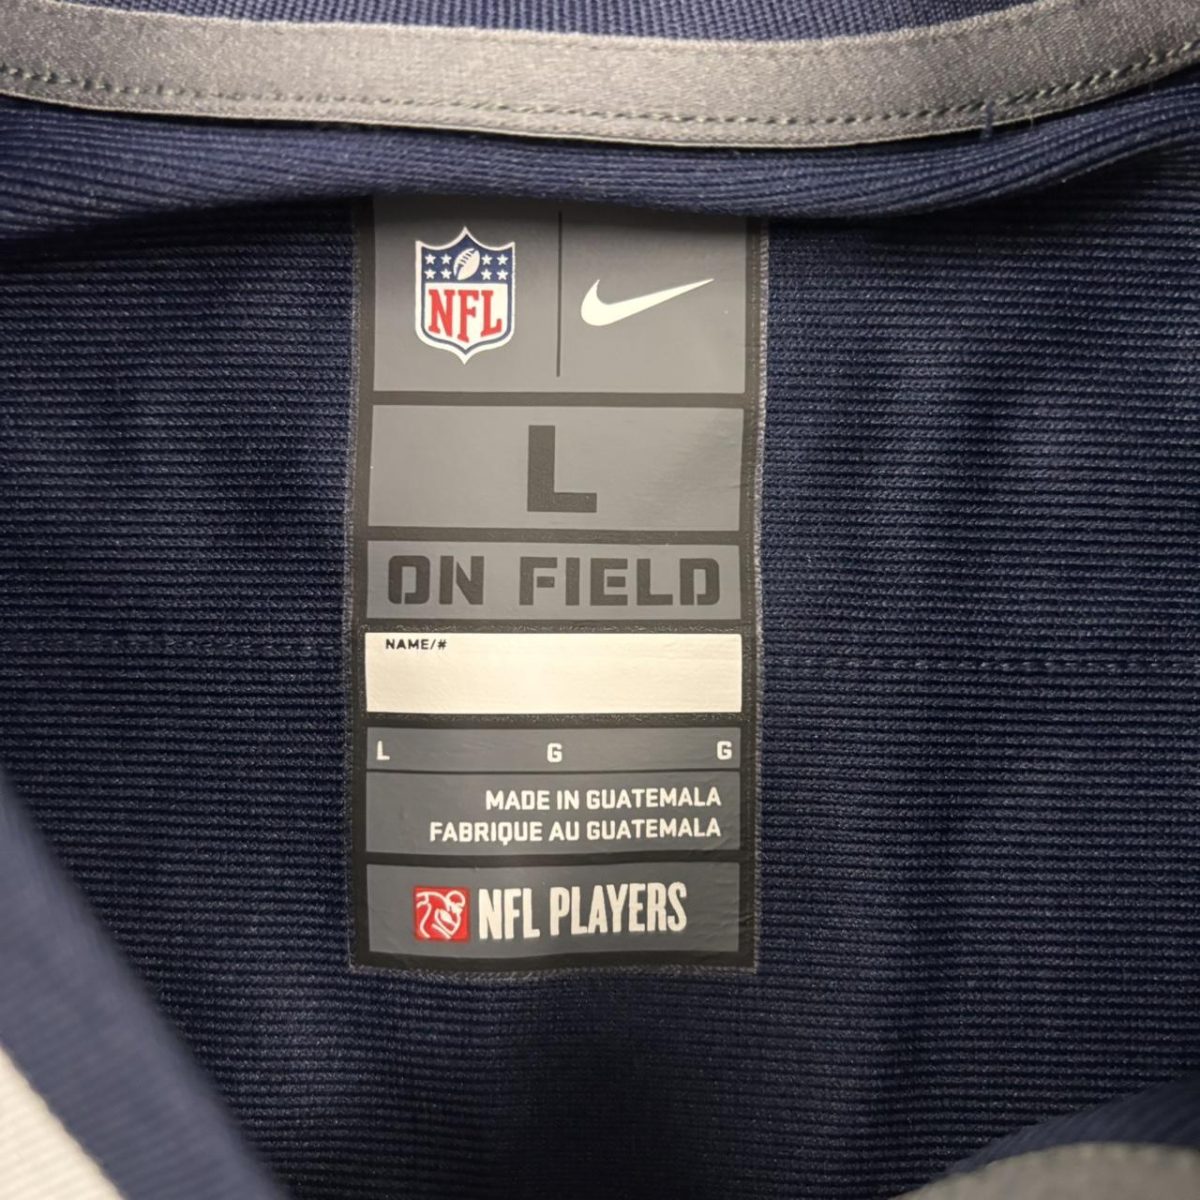 NFL
L
ON FIELD
NAME/#
L G G
MADE IN GUATEMALA
FABRIQUE AU GUATEMALA
NFL PLAYERS